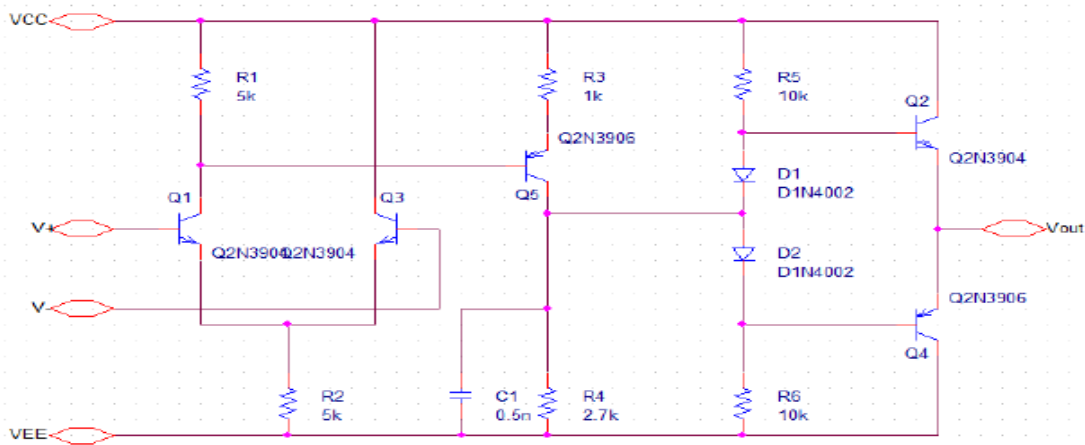 VCC
R1
5k
R3
1k
R5
10k
Q2
Q2N3906
Q2N3904
D1
D1N4002
Q1
Q3
Q5
V+
Q2N3904
Q2N3904
Vout
D2
D1N4002
V-
Q2N3906
Q4
R2
5k
C1
0.5n
R4
2.7k
R6
10k
VEE